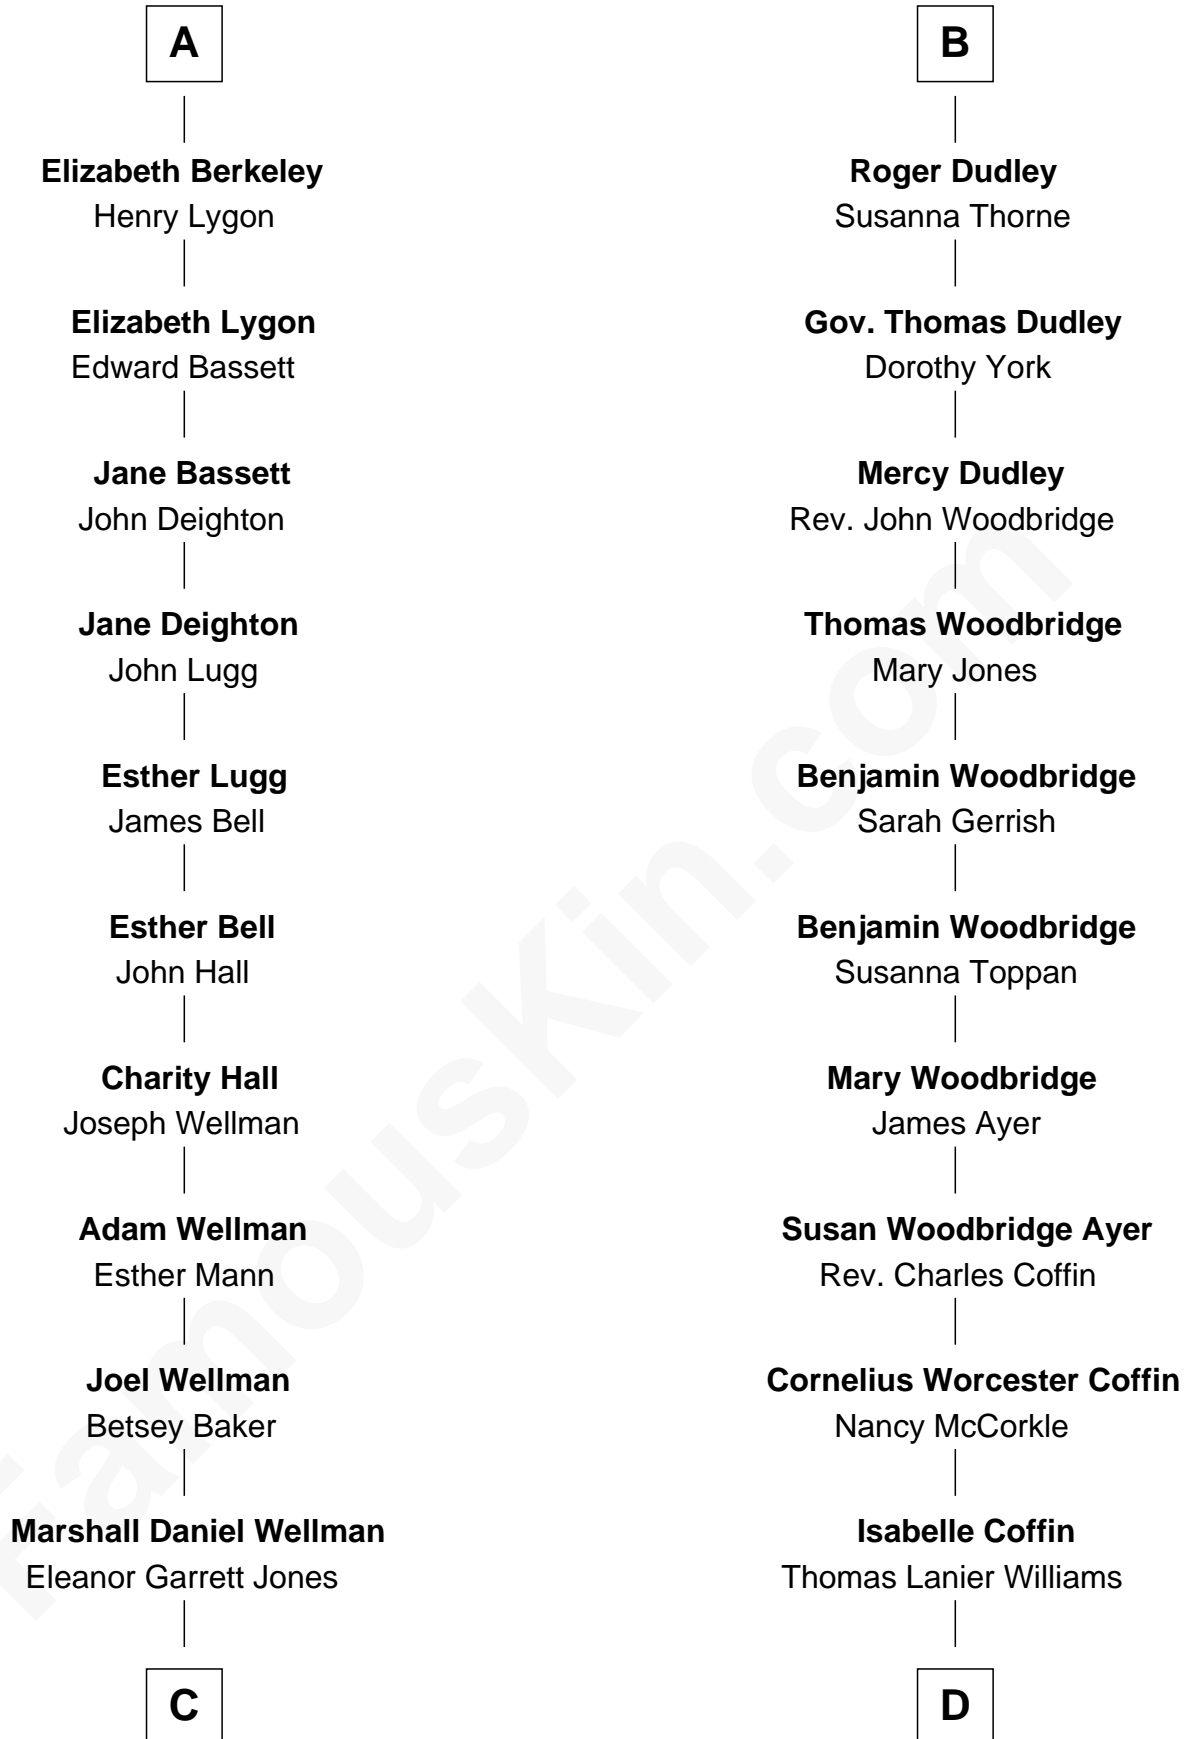 A
Elizabeth Berkeley
Henry Lygon
Elizabeth Lygon
Edward Bassett
Jane Bassett
John Deighton
Jane Deighton
John Lugg
Esther Lugg
James Bell
Esther Bell
John Hall
Charity Hall
Joseph Wellman
Adam Wellman
Esther Mann
Joel Wellman
Betsey Baker
Marshall Daniel Wellman
Eleanor Garrett Jones
C
B
Roger Dudley
Susanna Thorne
Gov. Thomas Dudley
Dorothy York
Mercy Dudley
Rev. John Woodbridge
Thomas Woodbridge
Mary Jones
Benjamin Woodbridge
Sarah Gerrish
Benjamin Woodbridge
Susanna Toppan
Mary Woodbridge
James Ayer
Susan Woodbridge Ayer
Rev. Charles Coffin
Cornelius Worcester Coffin
Nancy McCorkle
Isabelle Coffin
Thomas Lanier Williams
D
FamousKin.com